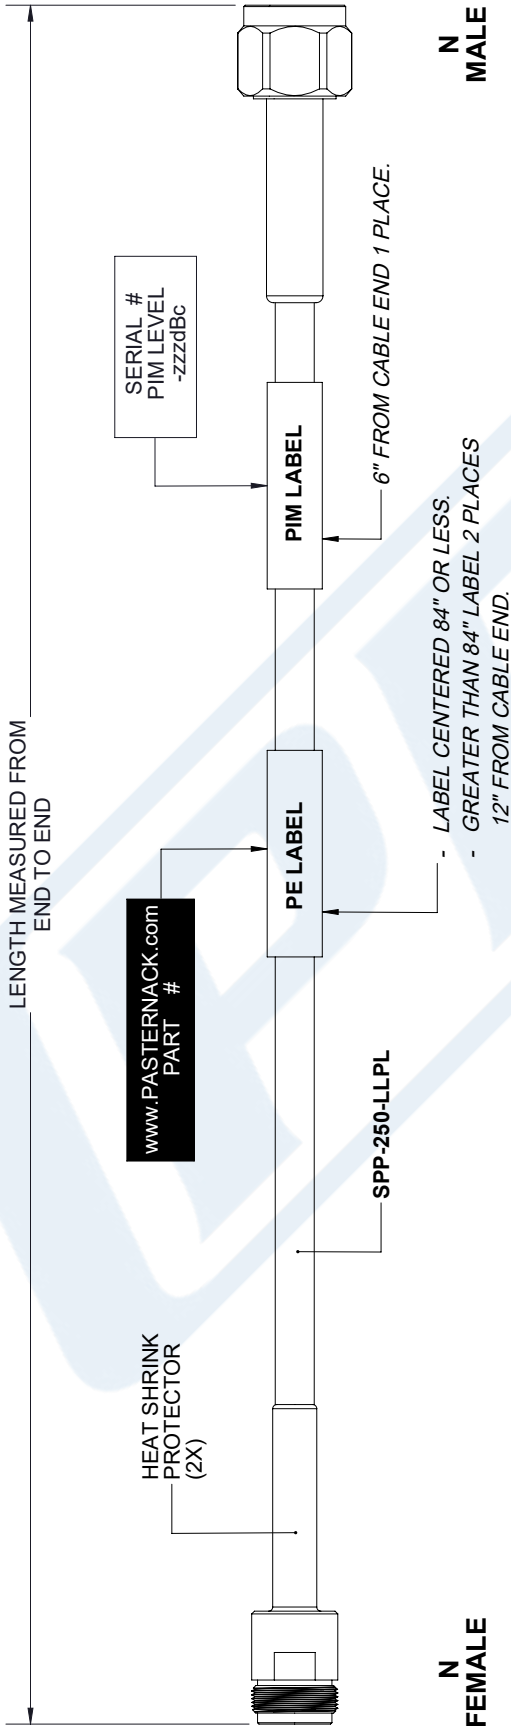 LENGTH MEASURED FROM
END TO END
HEAT SHRINK
PROTECTOR
(2X)
www.PASTERNACK.com
PART #
SERIAL #
PIM LEVEL
-zzzdBc
PE LABEL
PIM LABEL
SPP-250-LLPL
6" FROM CABLE END 1 PLACE.
- LABEL CENTERED 84" OR LESS.
- GREATER THAN 84" LABEL 2 PLACES
12" FROM CABLE END.
N
FEMALE
N
MALE